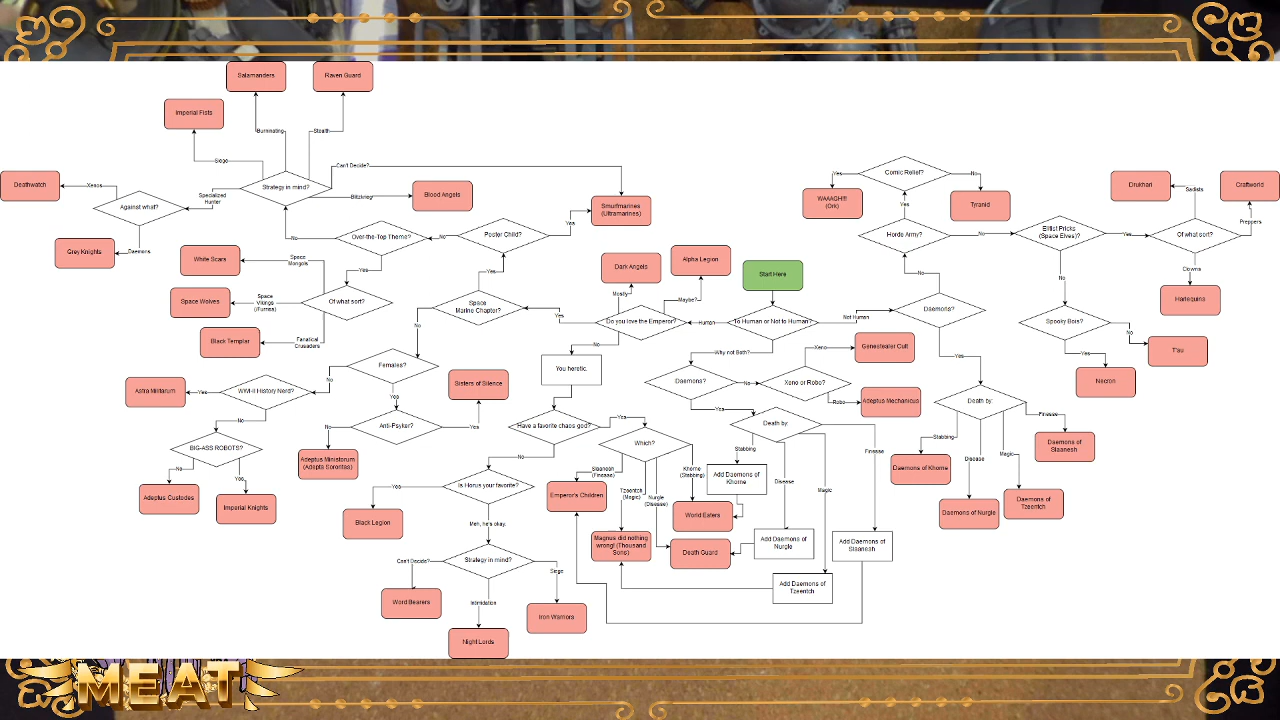 Salamanders
Raven Guard
Imperial Fists
Burninating
Stealth
Siege
Can't Decide?
Deathwatch
Xenos
Against what?
Specialized
Hunter
Strategy in mind?
Blitzkrieg
Blood Angels
Smurfmarines
(Ultramarines)
Grey Knights
Daemons
No
Over-the-Top Theme?
No
Poster Child?
Yes
White Scars
Space
Mongols
Yes
Yes
Space Wolves
Space
Vikings
(/Furries)
Of what sort?
Black Templar
Fanatical
Crusaders
Space
Marine Chapter?
Yes
No
Dark Angels
Mostly
Alpha Legion
Maybe?
Start Here
Do you love the Emperor?
Human
To Human or Not to Human?
Not Human
No
You heretic.
Why not Both?
Comic Relief?
Yes
No
WAAAGH!!!
(Ork)
Tyranid
Yes
Horde Army?
No
Elitist Pricks
(Space Elves)?
Yes
Of what sort?
Drukhari
Sadists
Craftworld
Preppers
Clowns
Harlequins
No
Daemons?
No
Spooky Bois?
No
T'au
Yes
Necron
Yes
Death by:
Stabbing
Disease
Magic
Finesse
Daemons of Khorne
Daemons of Nurgle
Daemons of
Tzeentch
Daemons of
Slaanesh
Females?
No
Yes
Astra Militarum
Yes
WWI-II History Nerd?
No
BIG-ASS ROBOTS?
No
Yes
Adeptus Custodes
Imperial Knights
Anti-Psyker?
No
Yes
Sisters of Silence
Adeptus Ministorum
(Adepta Sororitas)
Daemons?
No
Yes
Xeno or Robo?
Xeno
Robo
Genestealer Cult
Adeptus Mechanicus
Death by:
Stabbing
Disease
Magic
Finesse
Add Daemons of
Khorne
Add Daemons of
Nurgle
Add Daemons of
Tzeentch
Add Daemons of
Slaanesh
Have a favorite chaos god?
Yes
No
Which?
Slaanesh
(Finesse)
Tzeentch
(Magic)
Nurgle
(Disease)
Khorne
(Stabbing)
Emperor's Children
World Eaters
Magnus did nothing
wrong! (Thousand
Sons)
Death Guard
Is Horus your favorite?
Yes
Black Legion
Meh, he's okay.
Strategy in mind?
Can't Decide?
Siege
Intimidation
Word Bearers
Iron Warriors
Night Lords
MEAT